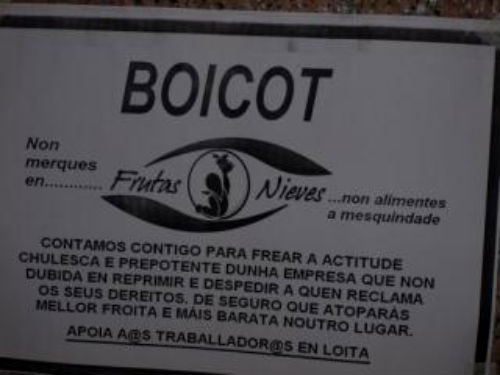 BOICOT
Non
merques
en............
Frutas Nieves
...non alimentes
a mesquindade
CONTAMOS CONTIGO PARA FREAR A ACTITUDE
CHULESCA E PREPOTENTE DUNHA EMPRESA QUE NON
DUBIDA EN REPRIMIR E DESPEDIR A QUEN RECLAMA
OS SEUS DEREITOS. DE SEGURO QUE ATOPARÁS
MELLOR FROITA E MÁIS BARATA NOUTRO LUGAR.
APOIA A@S TRABALLADOR@S EN LOITA